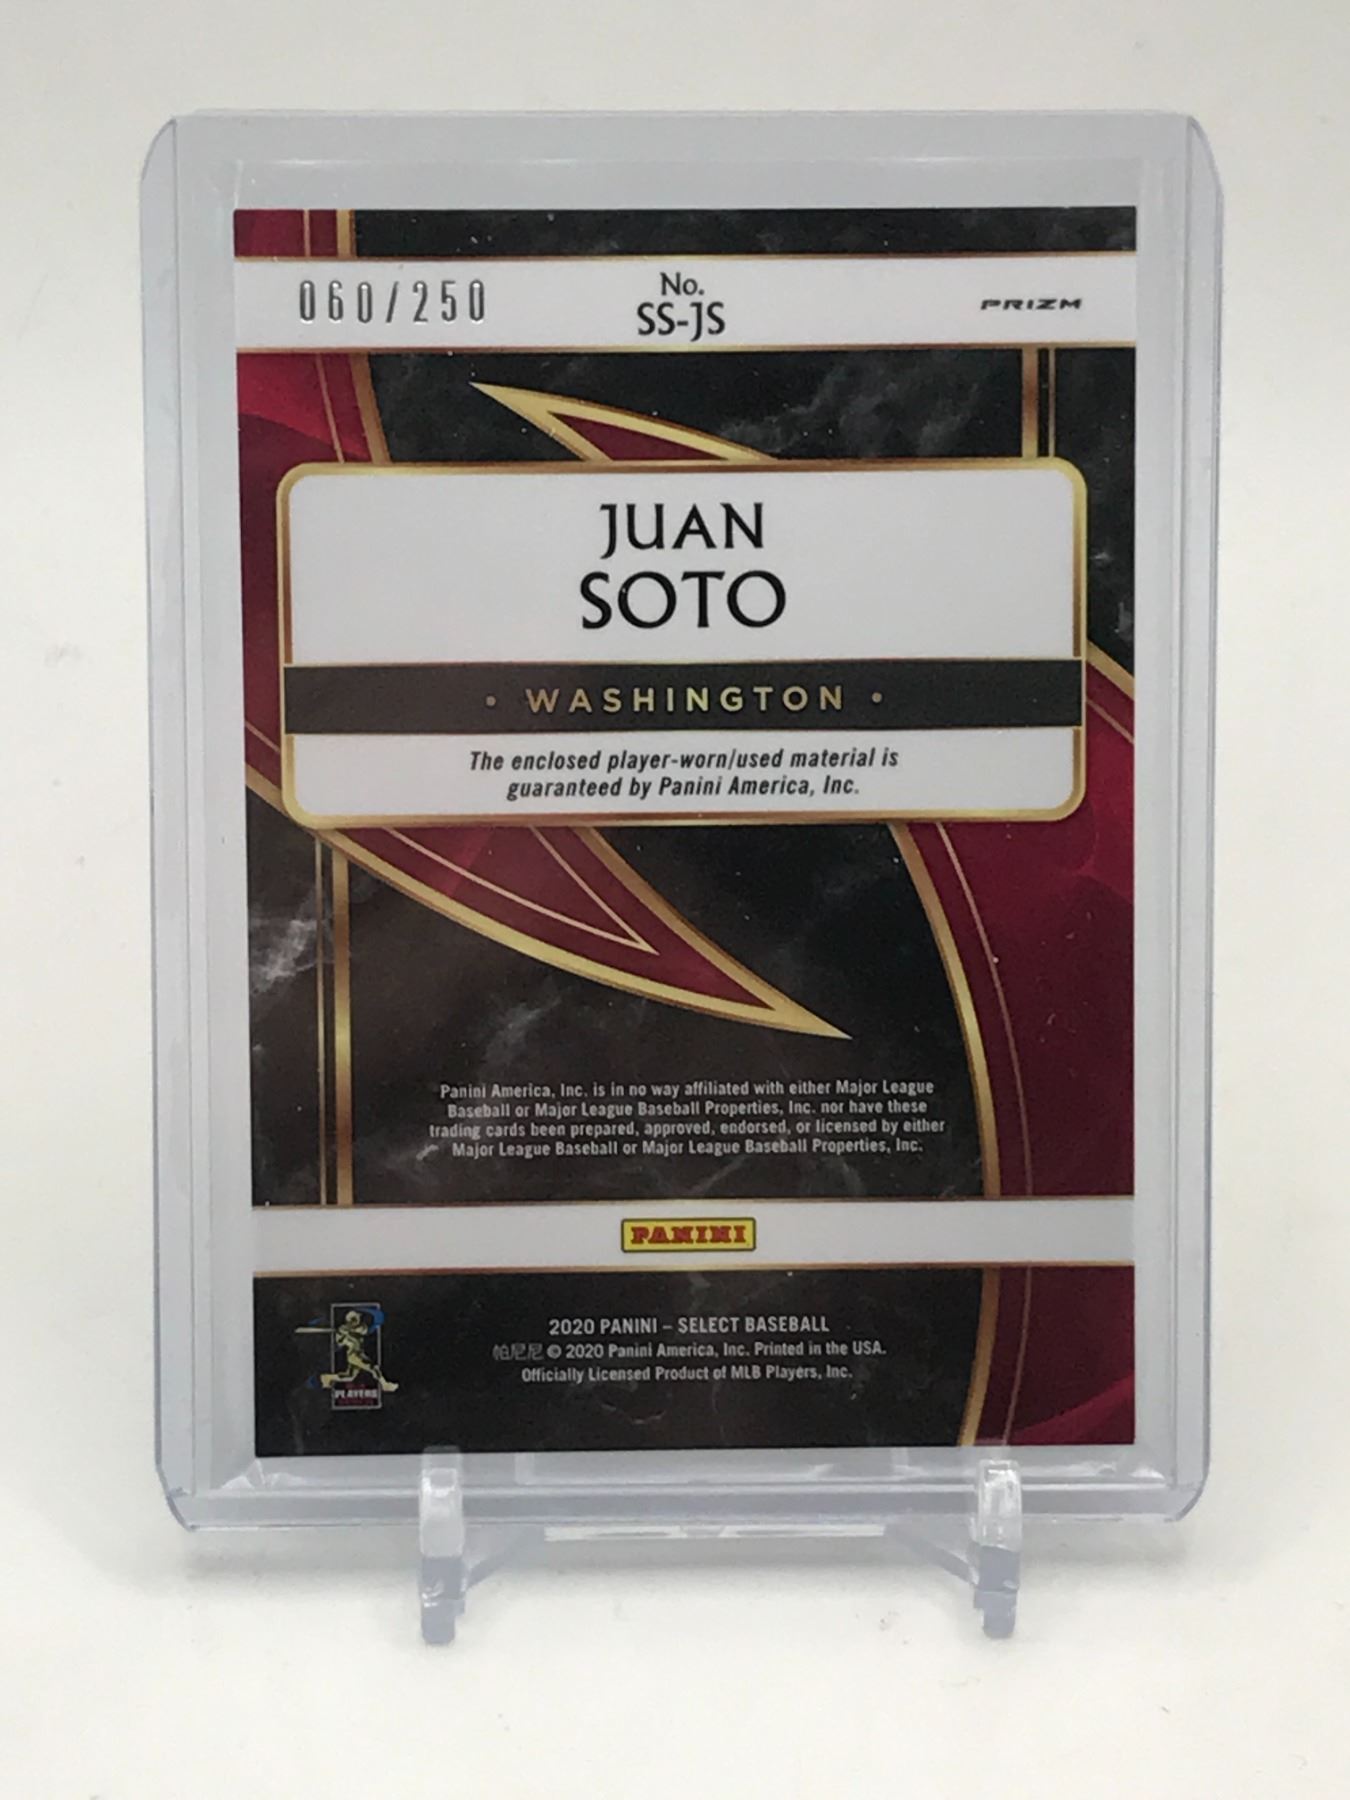 060/250
No.
SS-JS
PRIZM
JUAN
SOTO
• WASHINGTON •
The enclosed player-worn/used material is
guaranteed by Panini America, Inc.
Panini America, Inc. is in no way affiliated with either Major League
Baseball or Major League Baseball Properties, Inc. nor have these
trading cards been prepared, approved, endorsed, or licensed by either
Major League Baseball or Major League Baseball Properties, Inc.
PANINI
PLAYERS
2020 PANINI – SELECT BASEBALL
帕尼尼 © 2020 Panini America, Inc. Printed in the USA.
Officially Licensed Product of MLB Players, Inc.